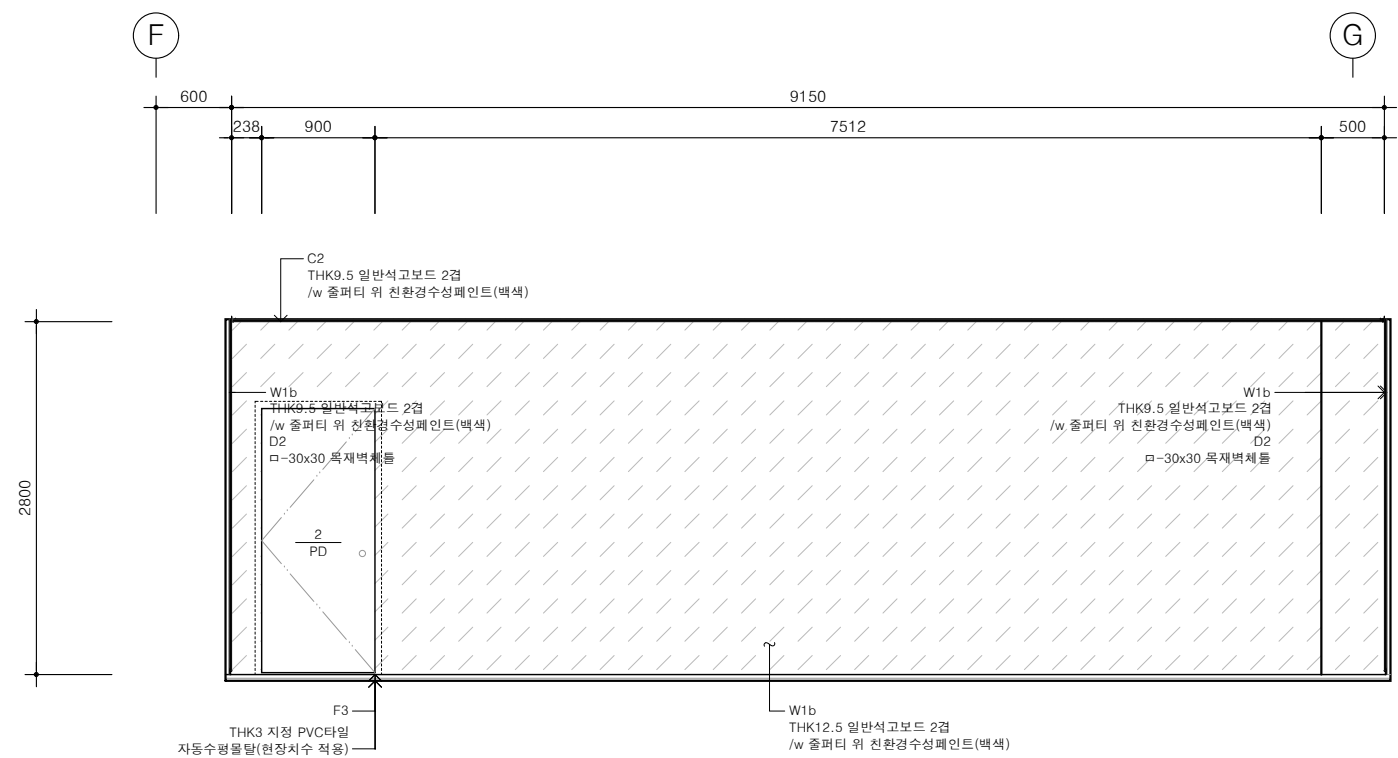 F
G
600
9150
238
900
7512
500
C2
THK9.5 일반석고보드 2겹
/w 줄퍼티 위 친환경수성페인트(백색)
2800
W1b
THK9.5 일반석고보드 2겹
/w 줄퍼티 위 친환경수성페인트(백색)
D2
ㅁ-30x30 목재벽체틀
W1b
THK9.5 일반석고보드 2겹
/w 줄퍼티 위 친환경수성페인트(백색)
D2
ㅁ-30x30 목재벽체틀
2
PD
F3
THK3 지정 PVC타일
자동수평몰탈(현장치수 적용)
W1b
THK12.5 일반석고보드 2겹
/w 줄퍼티 위 친환경수성페인트(백색)